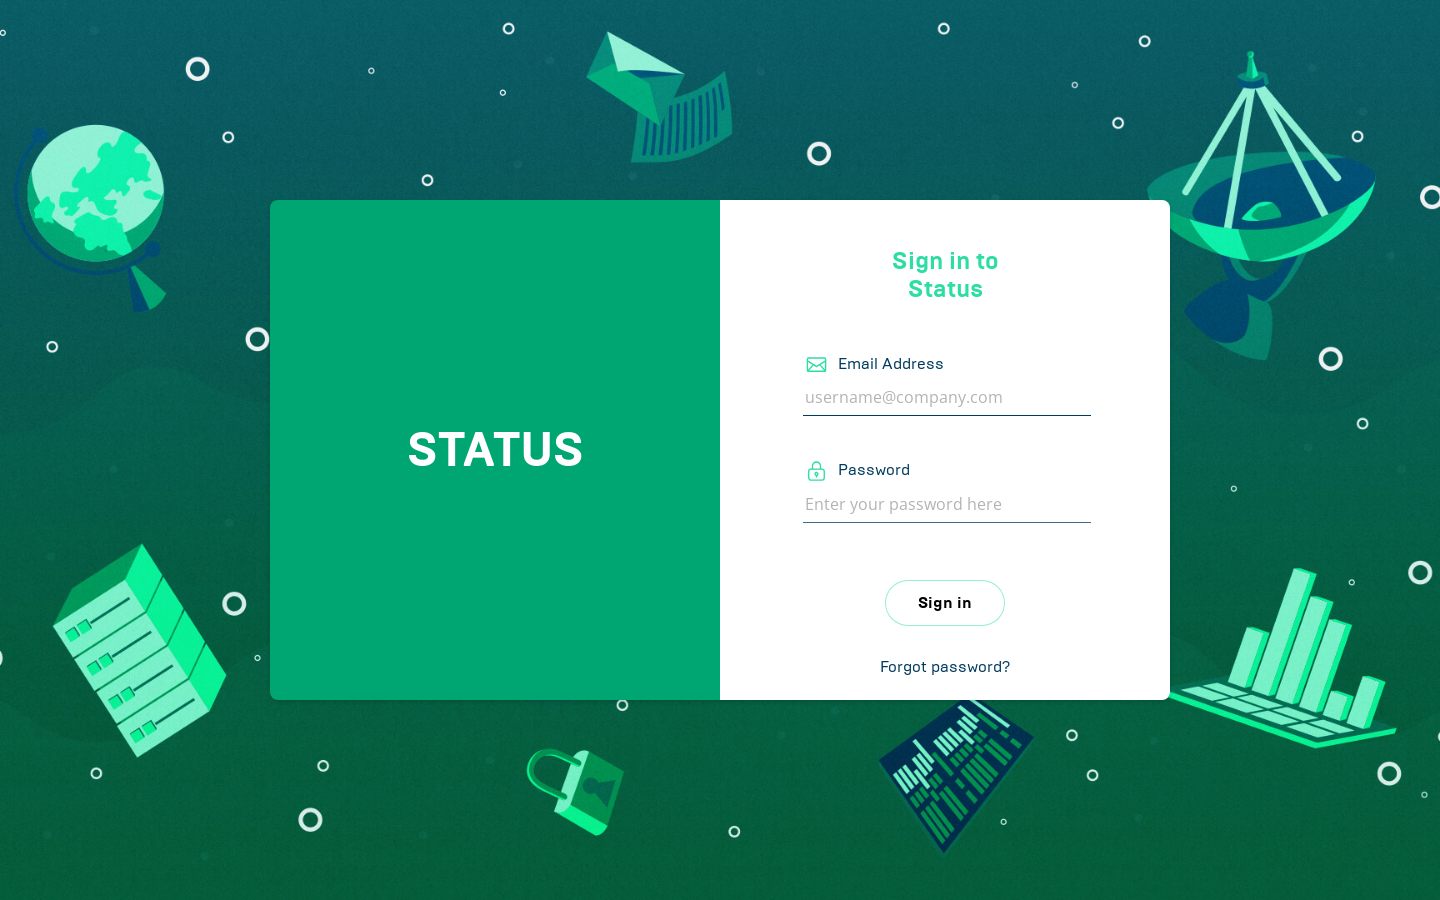 STATUS
Sign in to
Status
Email Address
username@company.com
Password
Enter your password here
Sign in
Forgot password?